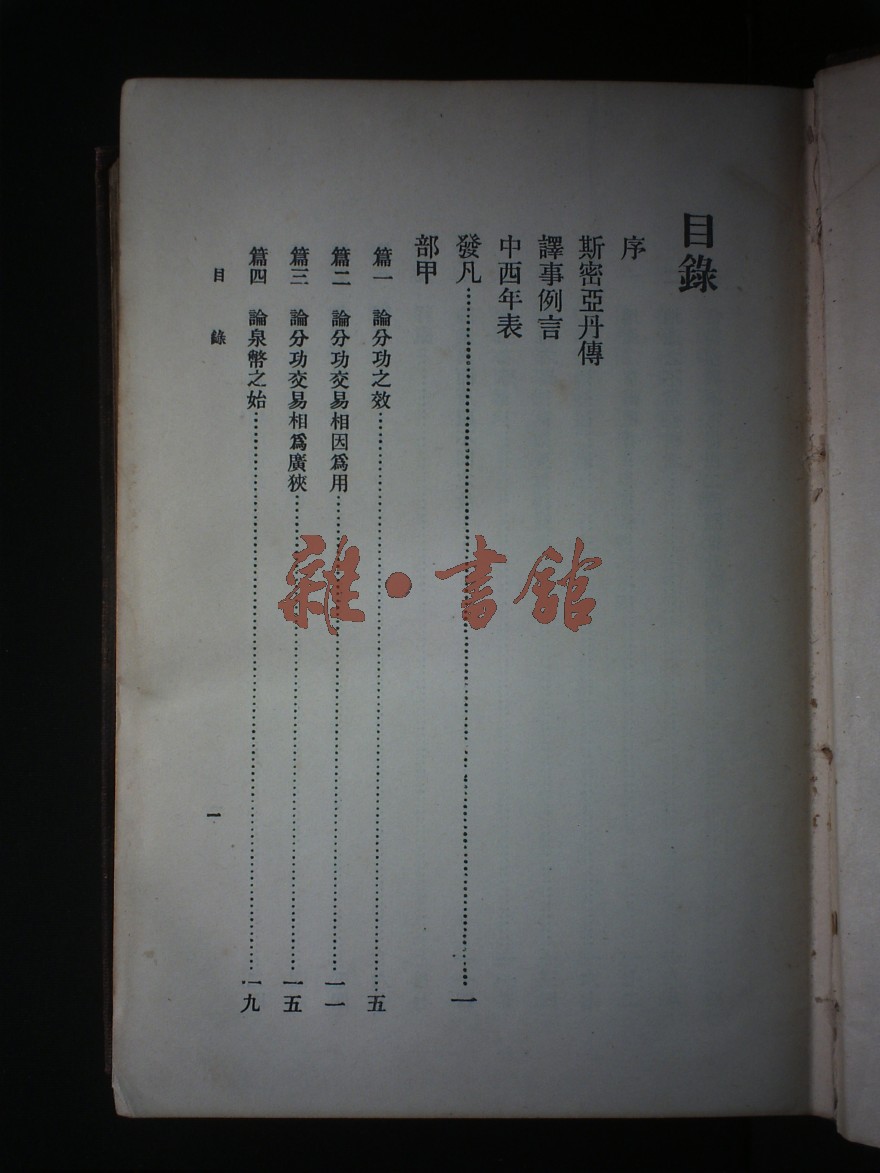 目錄
序
斯密亞丹傳
譯事例言
中西年表
發凡……一
部甲
篇一 論分功之效……五
篇二 論分功交易相因爲用……一一
篇三 論分功交易相爲廣狹……一五
篇四 論泉幣之始……一九
目錄 一
雜·書館